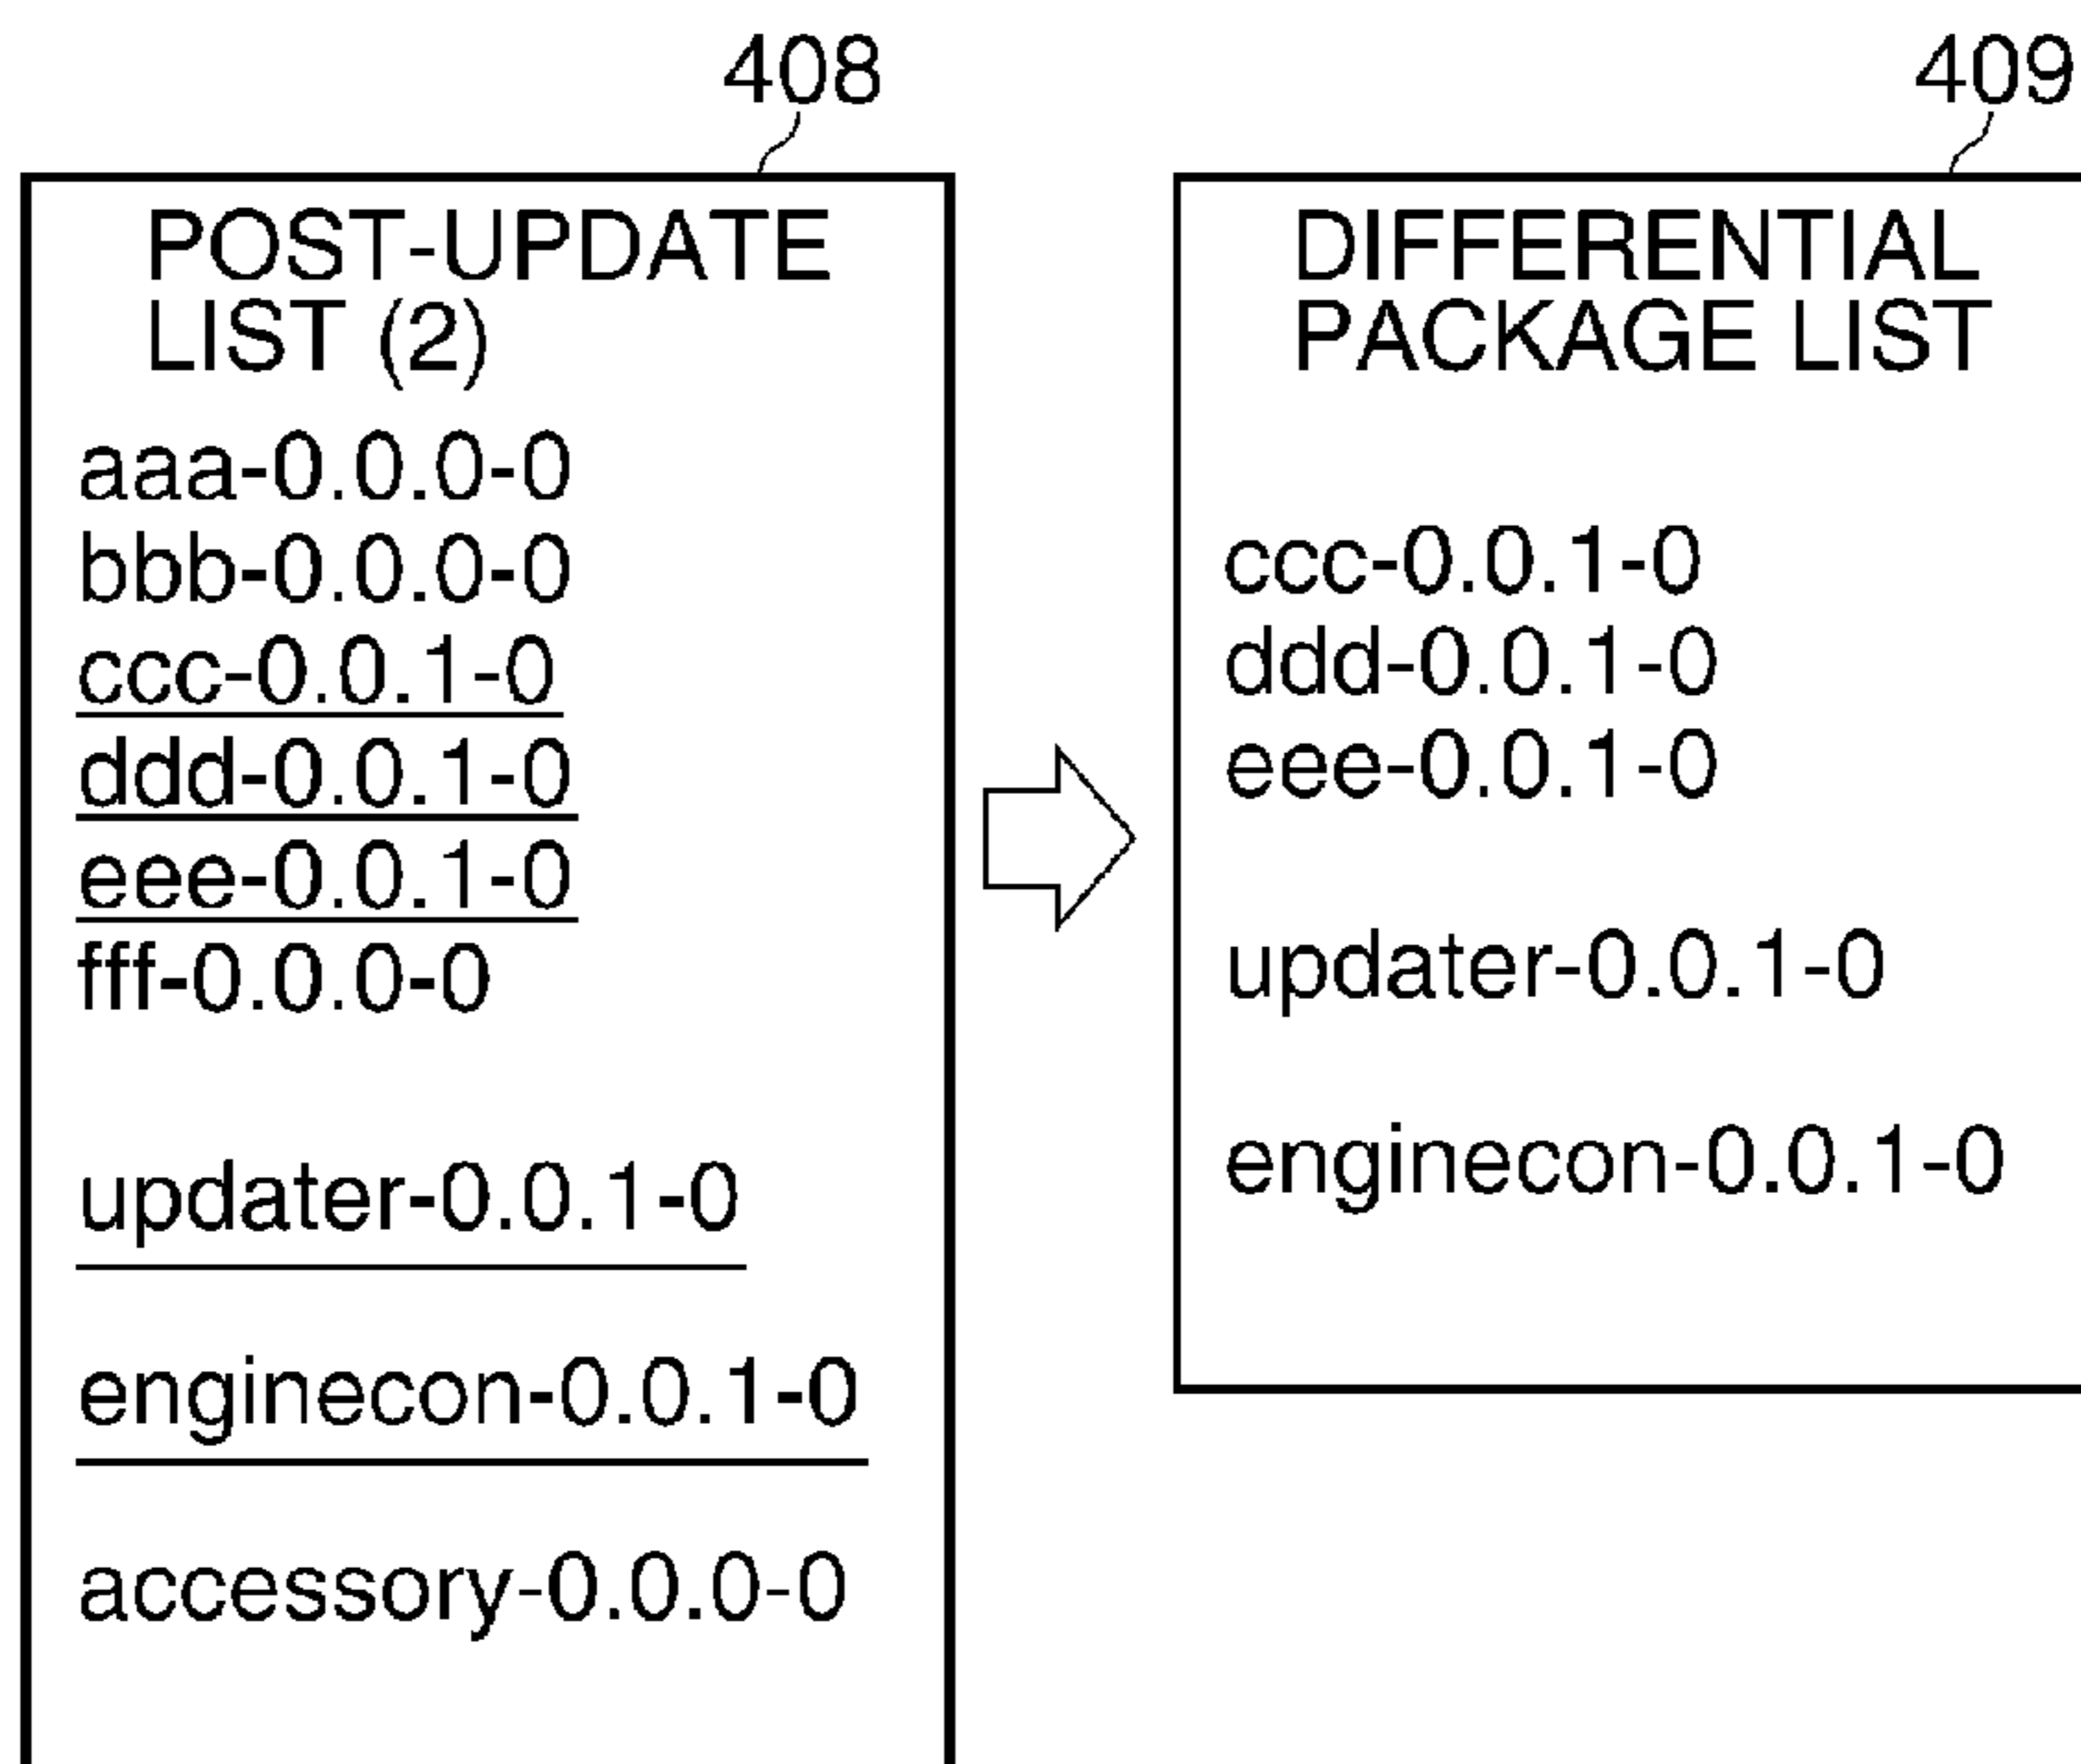 408
POST-UPDATE
LIST (2)
aaa-0.0.0-0
bbb-0.0.0-0
ccc-0.0.1-0
ddd-0.0.1-0
eee-0.0.1-0
fff-0.0.0-0
updater-0.0.1-0
enginecon-0.0.1-0
accessory-0.0.0-0
409
DIFFERENTIAL
PACKAGE LIST
ccc-0.0.1-0
ddd-0.0.1-0
eee-0.0.1-0
updater-0.0.1-0
enginecon-0.0.1-0